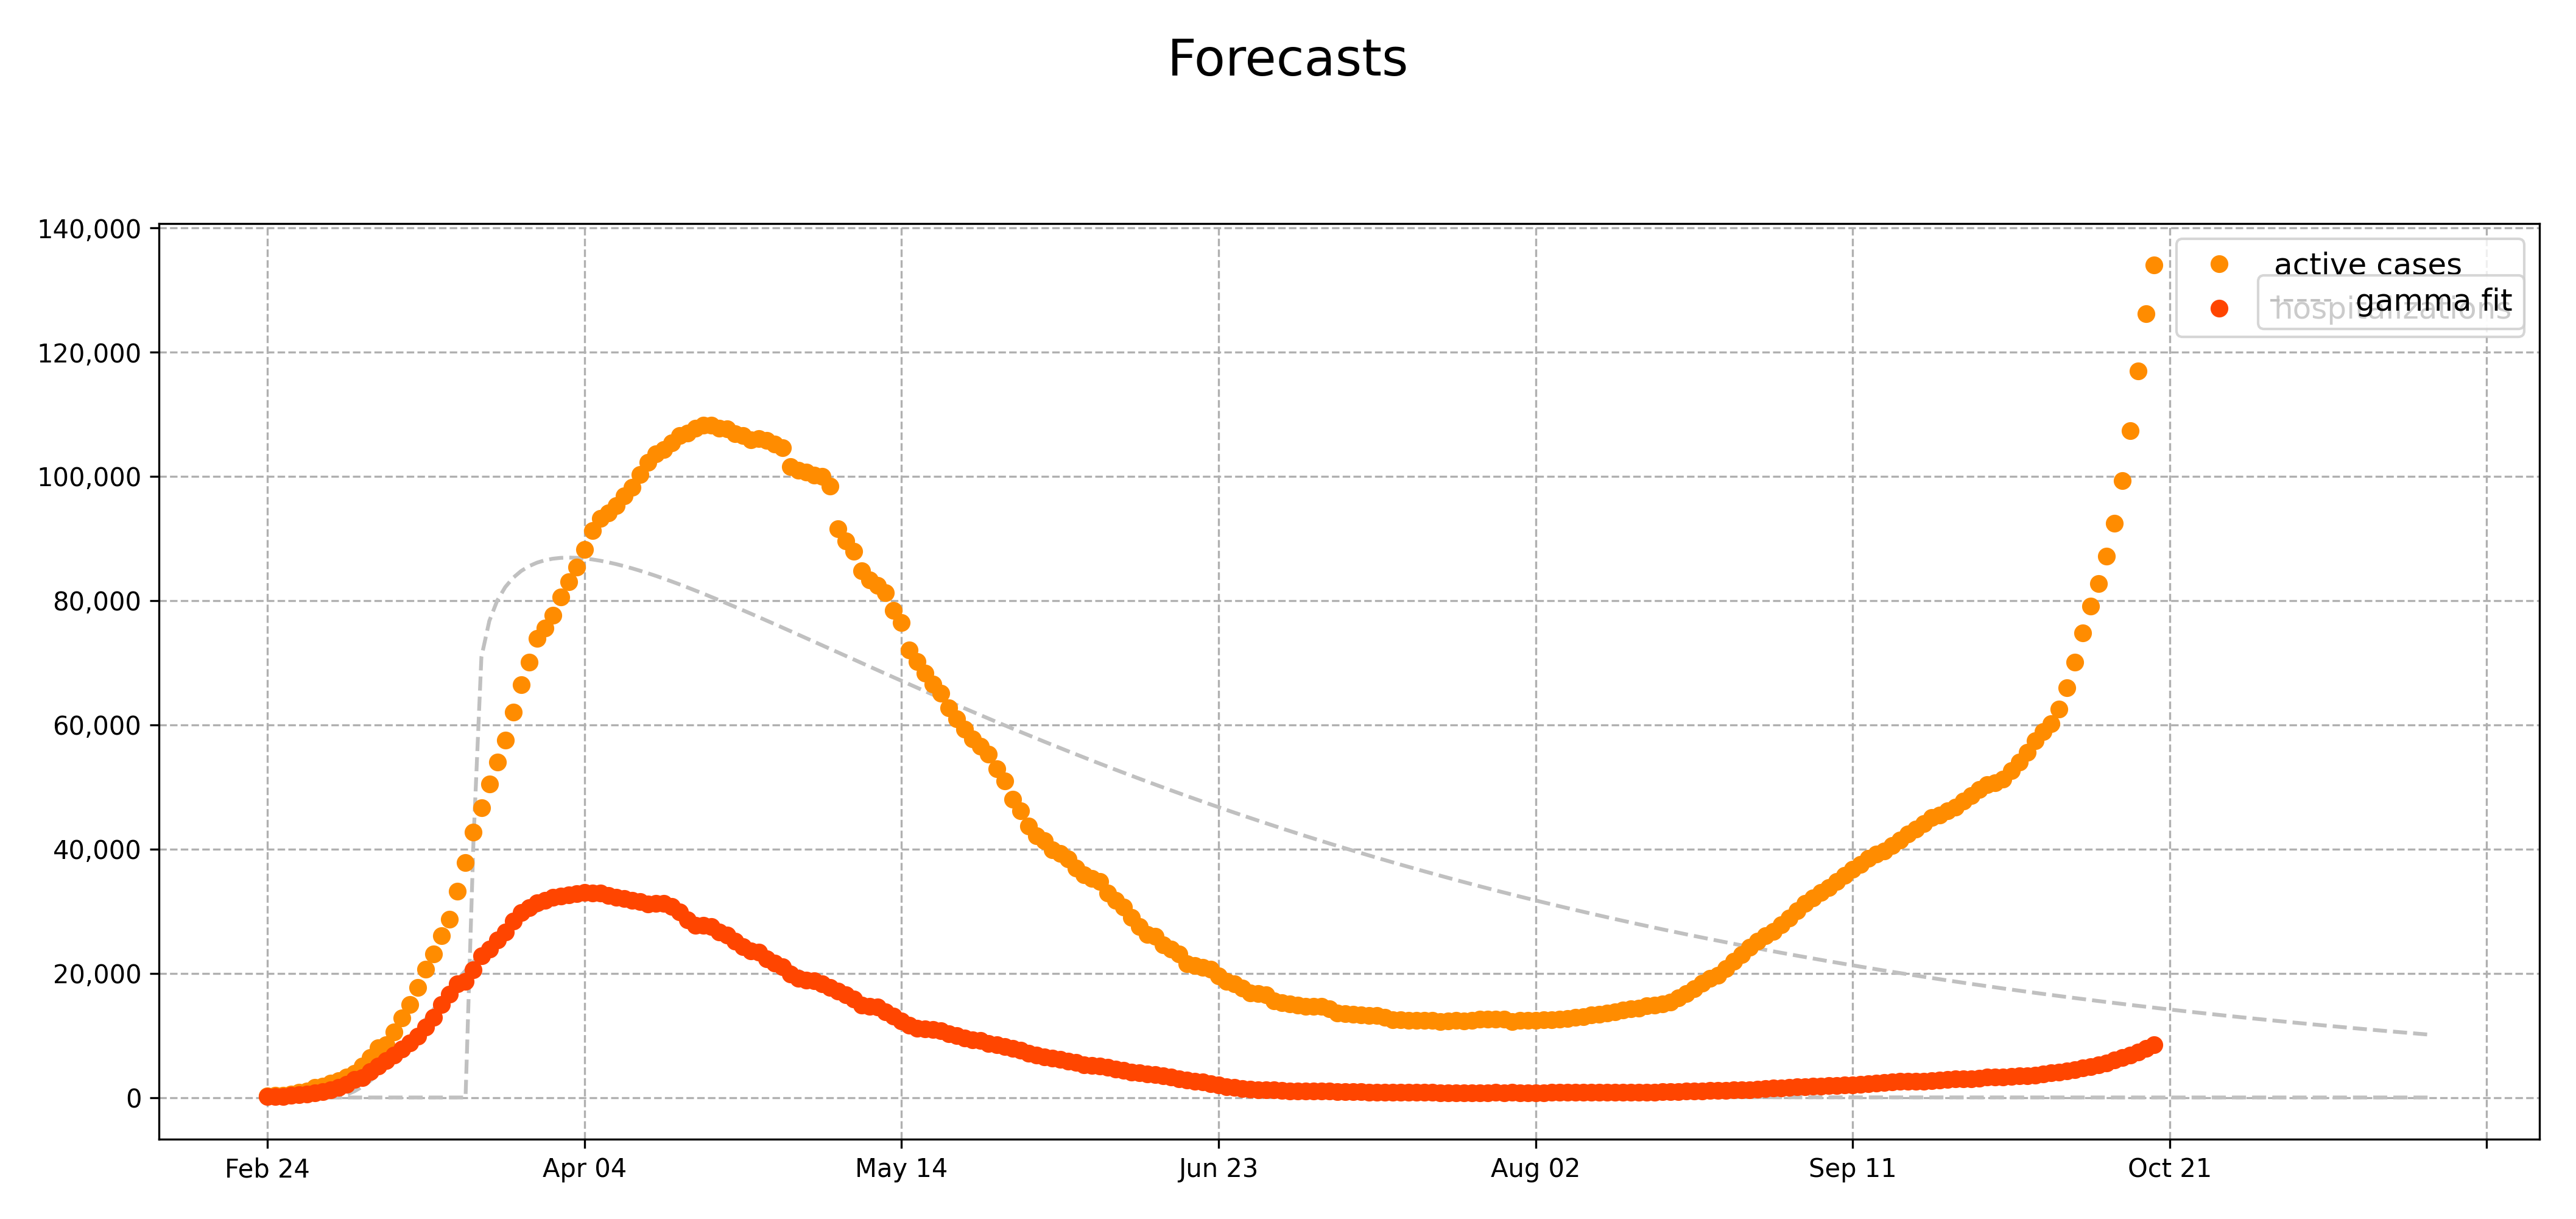 Forecasts
140,000
120,000
100,000
80,000
60,000
40,000
20,000
0
active cases
hospitalizations
gamma fit
Feb 24
Apr 04
May 14
Jun 23
Aug 02
Sep 11
Oct 21